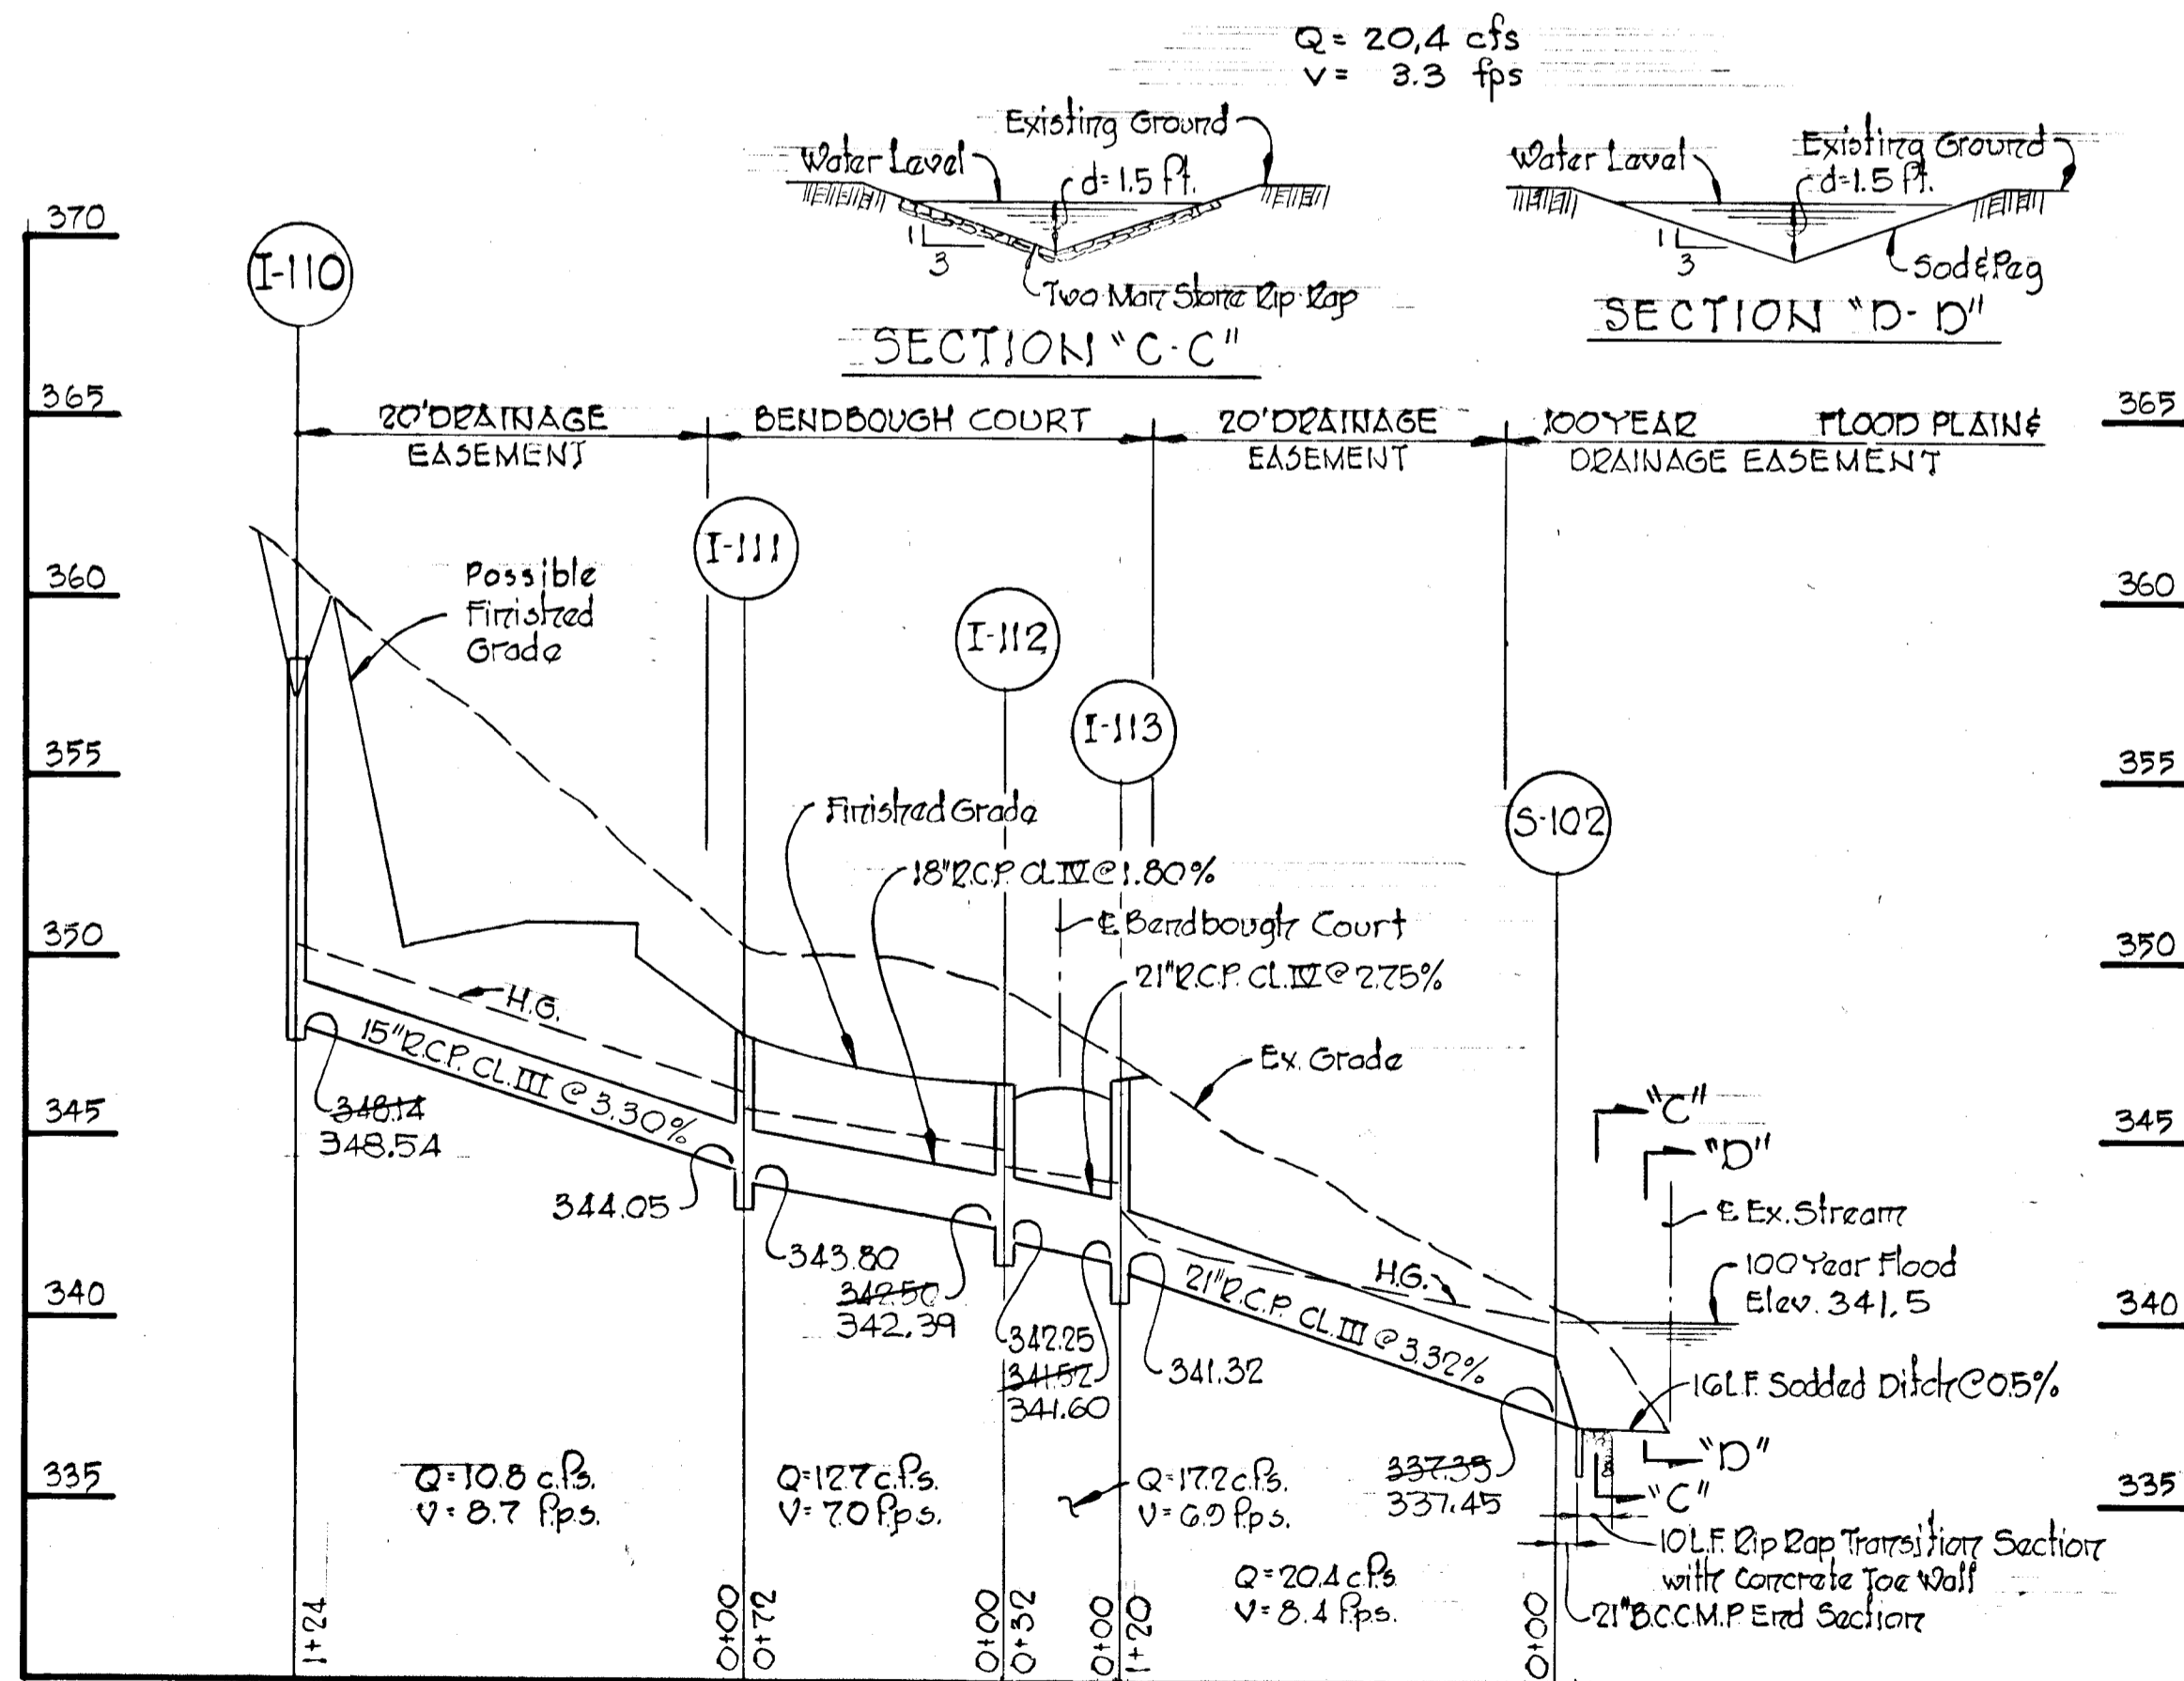 Q= 20,4 cfs
V= 3.3 fps
Existing Ground
Water Level
d=1.5 ft.
1
3
Two Man Stone Rip Rap
SECTION "C-C"
Water Level
Existing Ground
d=1.5 ft.
1
3
Sod & Peg
SECTION "D-D"
370
365
360
355
350
345
340
335
365
360
355
350
345
340
335
I-110
I-111
I-112
I-113
S-102
20' DRAINAGE
EASEMENT
BENDBOUGH COURT
20' DRAINAGE
EASEMENT
100 YEAR FLOOD PLAIN &
DRAINAGE EASEMENT
Possible
Finished
Grade
Finished Grade
18" R.C.P. CL.IV @ 1.80%
℄ Bendbough Court
21" R.C.P. CL.IV @ 2.75%
Ex. Grade
H.G.
15" R.C.P. CL.III @ 3.30%
348.14
348.54
344.05
343.80
342.50
342.39
342.25
341.52
341.60
341.32
H.G.
21" R.C.P. CL.III @ 3.32%
337.39
337.45
"C"
"D"
℄ Ex. Stream
100 Year Flood
Elev. 341.5
16 L.F. Sodded Ditch @ 0.5%
"D"
"C"
10 L.F. Rip Rap Transition Section
with Concrete Toe Wall
21" B.C.C.M.P. End Section
Q=10.8 c.f.s.
V=8.7 f.p.s.
Q=12.7 c.f.s.
V=7.0 f.p.s.
Q=17.2 c.f.s.
V=6.9 f.p.s.
Q=20.4 c.f.s.
V=8.4 f.p.s.
1+24
0+00
0+72
0+00
0+32
0+00
1+20
0+00